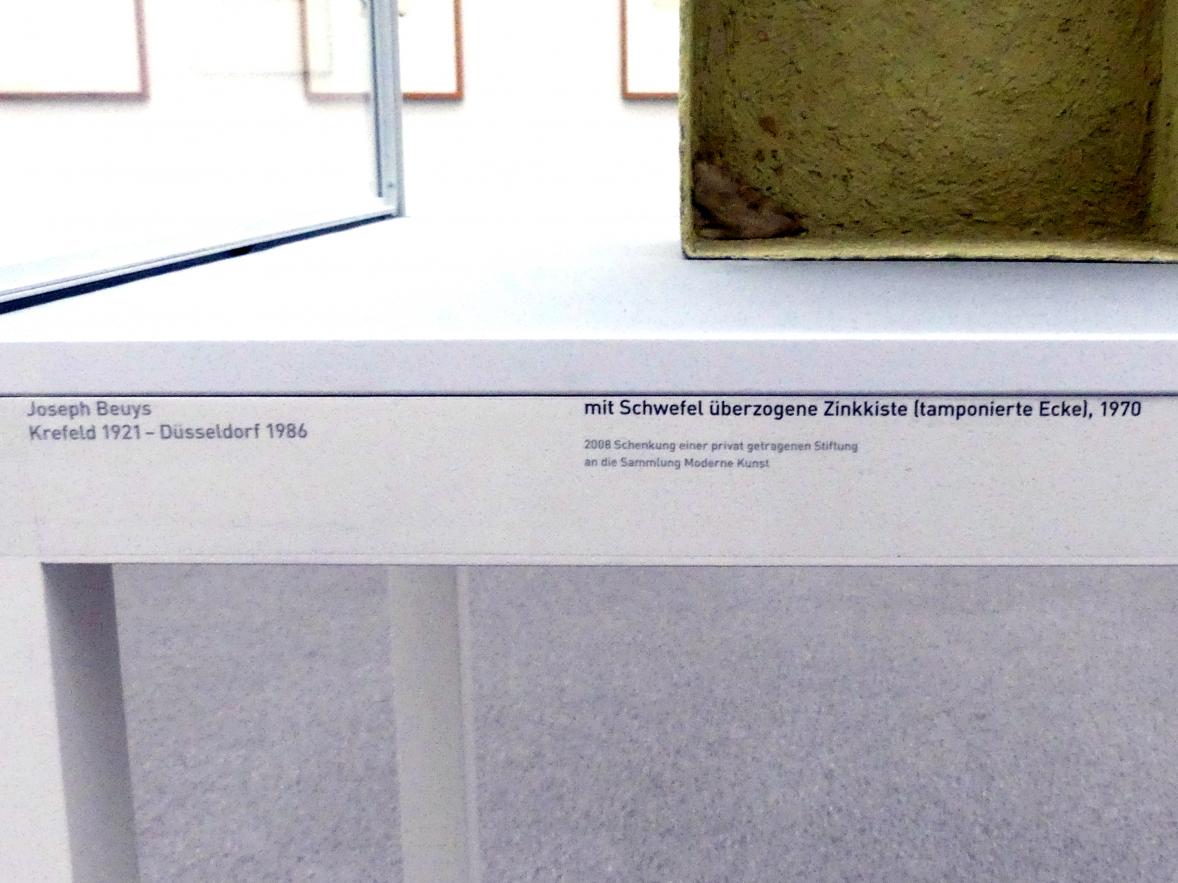 Joseph Beuys
Krefeld 1921 – Düsseldorf 1986
mit Schwefel überzogene Zinkkiste (tamponierte Ecke), 1970
2008 Schenkung einer privat getragenen Stiftung
an die Sammlung Moderne Kunst